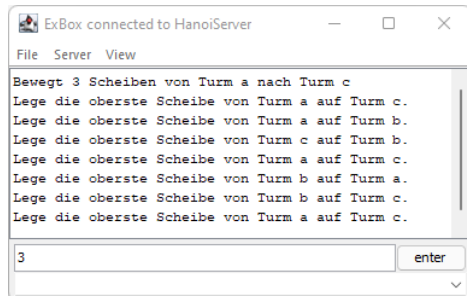 ExBox connected to HanoiServer
File Server View
Bewegt 3 Scheiben von Turm a nach Turm c
Lege die oberste Scheibe von Turm a auf Turm c.
Lege die oberste Scheibe von Turm a auf Turm b.
Lege die oberste Scheibe von Turm c auf Turm b.
Lege die oberste Scheibe von Turm a auf Turm c.
Lege die oberste Scheibe von Turm b auf Turm a.
Lege die oberste Scheibe von Turm b auf Turm c.
Lege die oberste Scheibe von Turm a auf Turm c.
3 enter